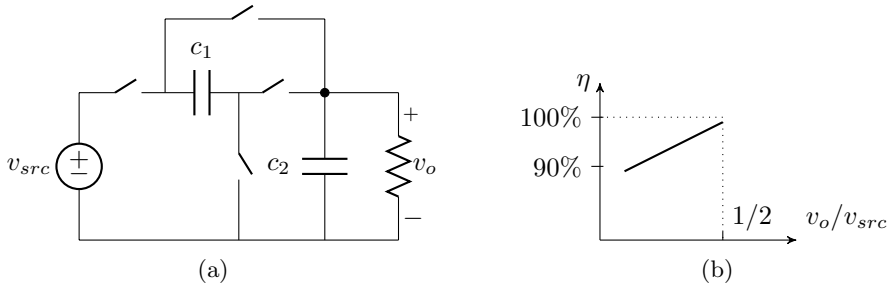 c1
vsrc
+
−
c2
+
vo
−
(a)
η
100%
90%
1/2
vo/vsrc
(b)